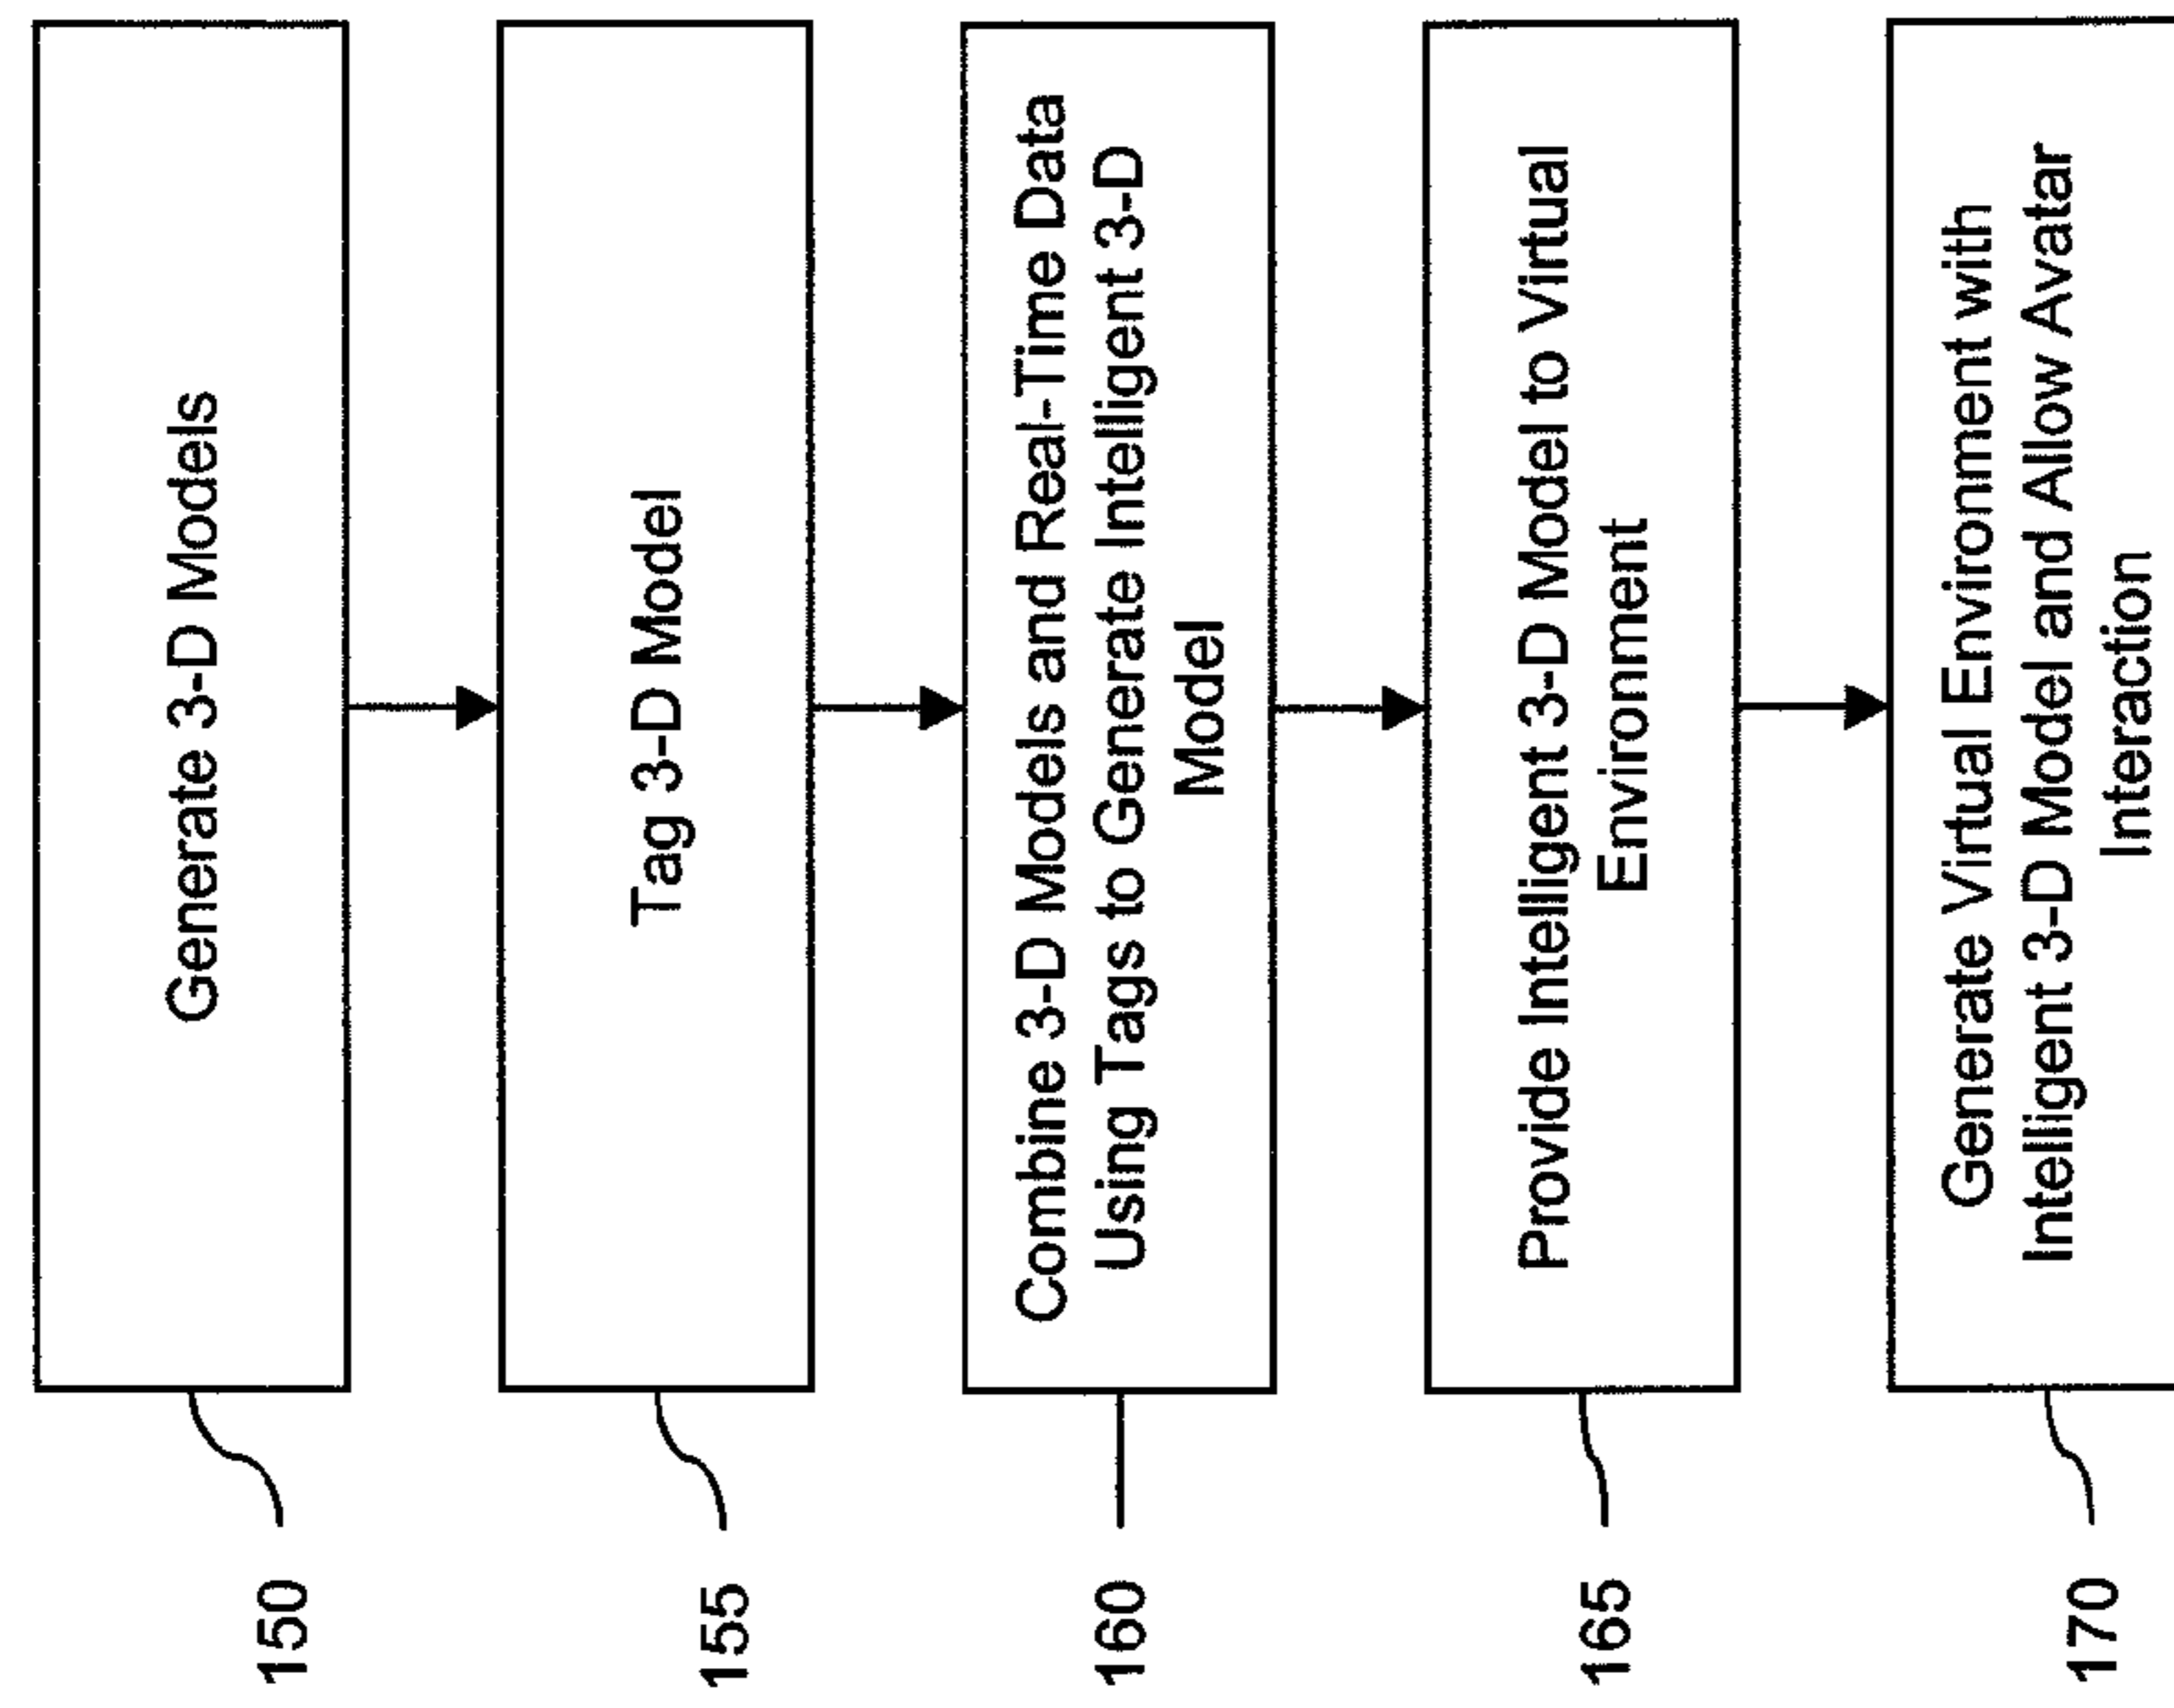 150
Generate 3-D Models
155
Tag 3-D Model
160
Combine 3-D Models and Real-Time Data
Using Tags to Generate Intelligent 3-D
Model
165
Provide Intelligent 3-D Model to Virtual
Environment
170
Generate Virtual Environment with
Intelligent 3-D Model and Allow Avatar
Interaction